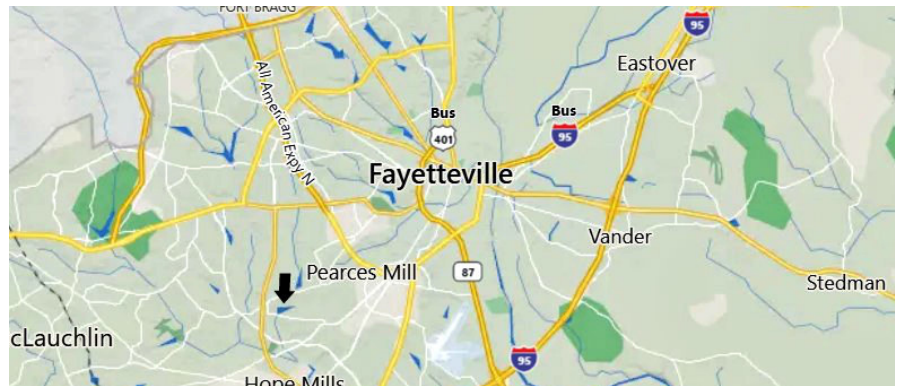 FORT BRAGG
95
Eastover
All American Expy N
Bus
401
Bus
95
Fayetteville
Vander
Pearces Mill
87
Stedman
cLauchlin
95
Hope Mills